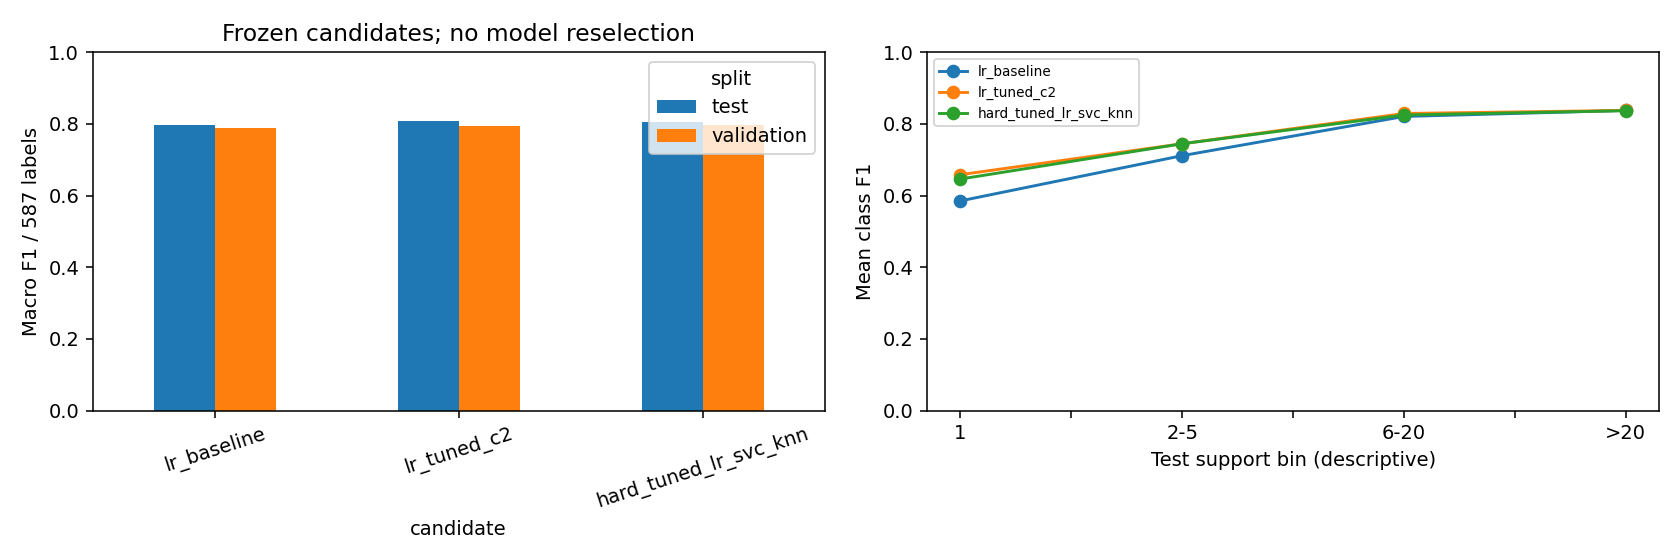 Frozen candidates; no model reselection
Macro F1 / 587 labels
1.0
0.8
0.6
0.4
0.2
0.0
split
test
validation
lr_baseline
lr_tuned_c2
hard_tuned_lr_svc_knn
candidate
Mean class F1
1.0
0.8
0.6
0.4
0.2
0.0
lr_baseline
lr_tuned_c2
hard_tuned_lr_svc_knn
1
2-5
6-20
>20
Test support bin (descriptive)